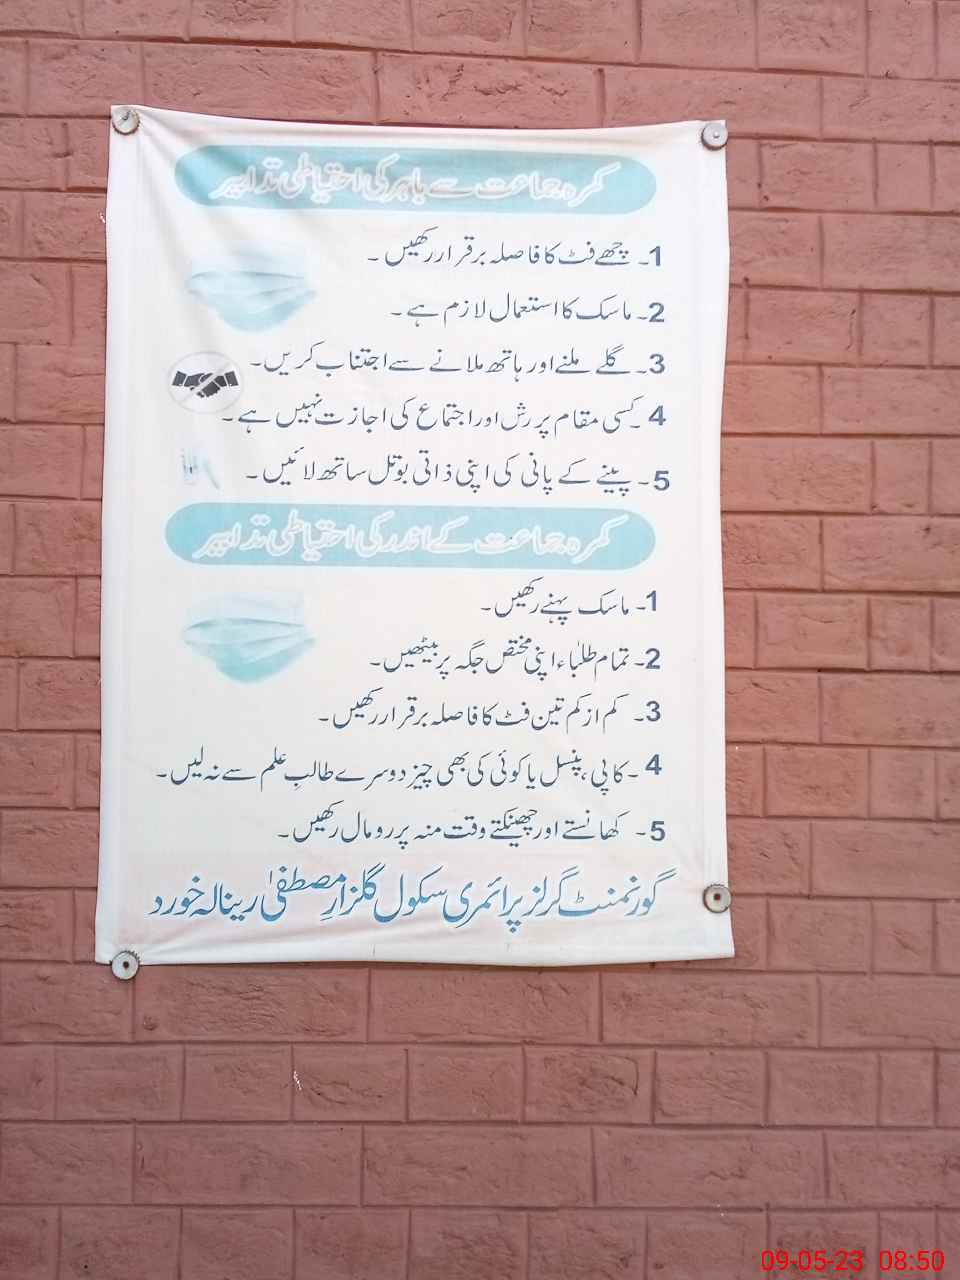 کمرہ جماعت سے باہر کی احتیاطی تدابیر
1۔ چھے فٹ کا فاصلہ برقرار رکھیں۔
2۔ ماسک کا استعمال لازم ہے۔
3۔ گلے ملنے اور ہاتھ ملانے سے اجتناب کریں۔
4۔ کسی مقام پر رش اور اجتماع کی اجازت نہیں ہے۔
5۔ پینے کے پانی کی اپنی ذاتی بوتل ساتھ لائیں۔
کمرہ جماعت کے اندر کی احتیاطی تدابیر
1۔ ماسک پہنے رکھیں۔
2۔ تمام طلباء اپنی مختص جگہ پر بیٹھیں۔
3۔ کم از کم تین فٹ کا فاصلہ برقرار رکھیں۔
4۔ کاپی، پنسل یا کوئی کی بھی چیز دوسرے طالبِ علم سے نہ لیں۔
5۔ کھانستے اور چھینکتے وقت منہ پر رومال رکھیں۔
گورنمنٹ گرلز پرائمری سکول گلزارِ مصطفیٰ رینالہ خورد
09-05-23 08:50